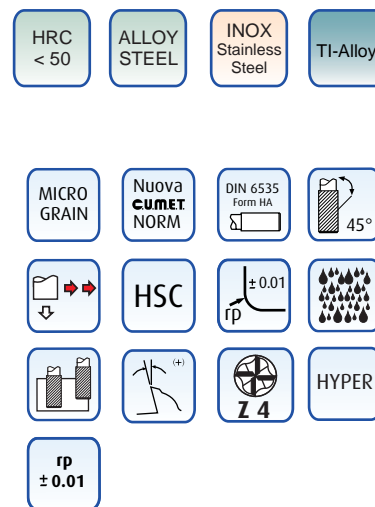 HRC
< 50
ALLOY
STEEL
INOX
Stainless
Steel
TI-Alloy
MICRO
GRAIN
Nuova
C.U.M.E.T.
NORM
DIN 6535
Form HA
45°
HSC
± 0.01
rp
(+)
Z 4
HYPER
rp
± 0.01